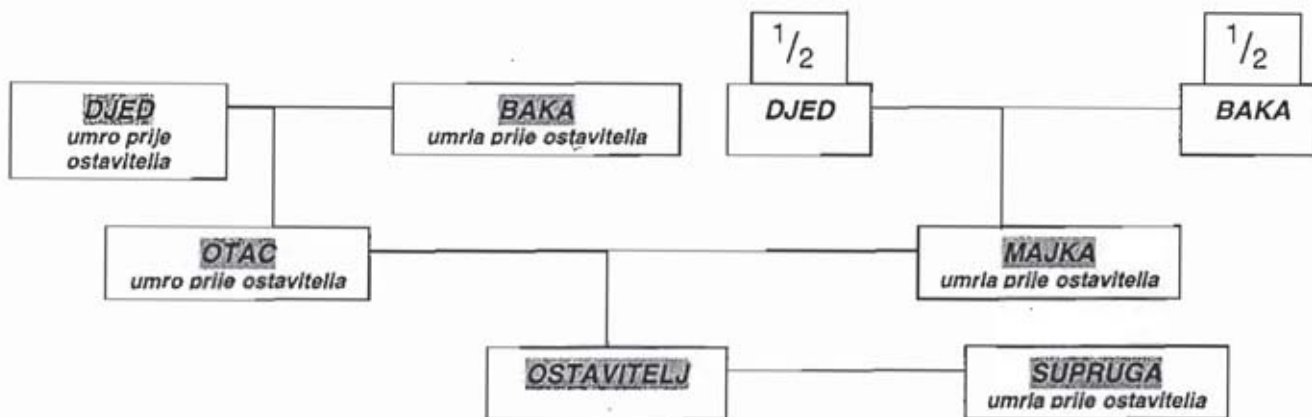 1/2
1/2
DJED
umro prije
ostavitelja
BAKA
umrla prije ostavitelja
DJED
BAKA
OTAC
umro prije ostavitelja
MAJKA
umrla prije ostavitelja
OSTAVITELJ
SUPRUGA
umrla prije ostavitelja